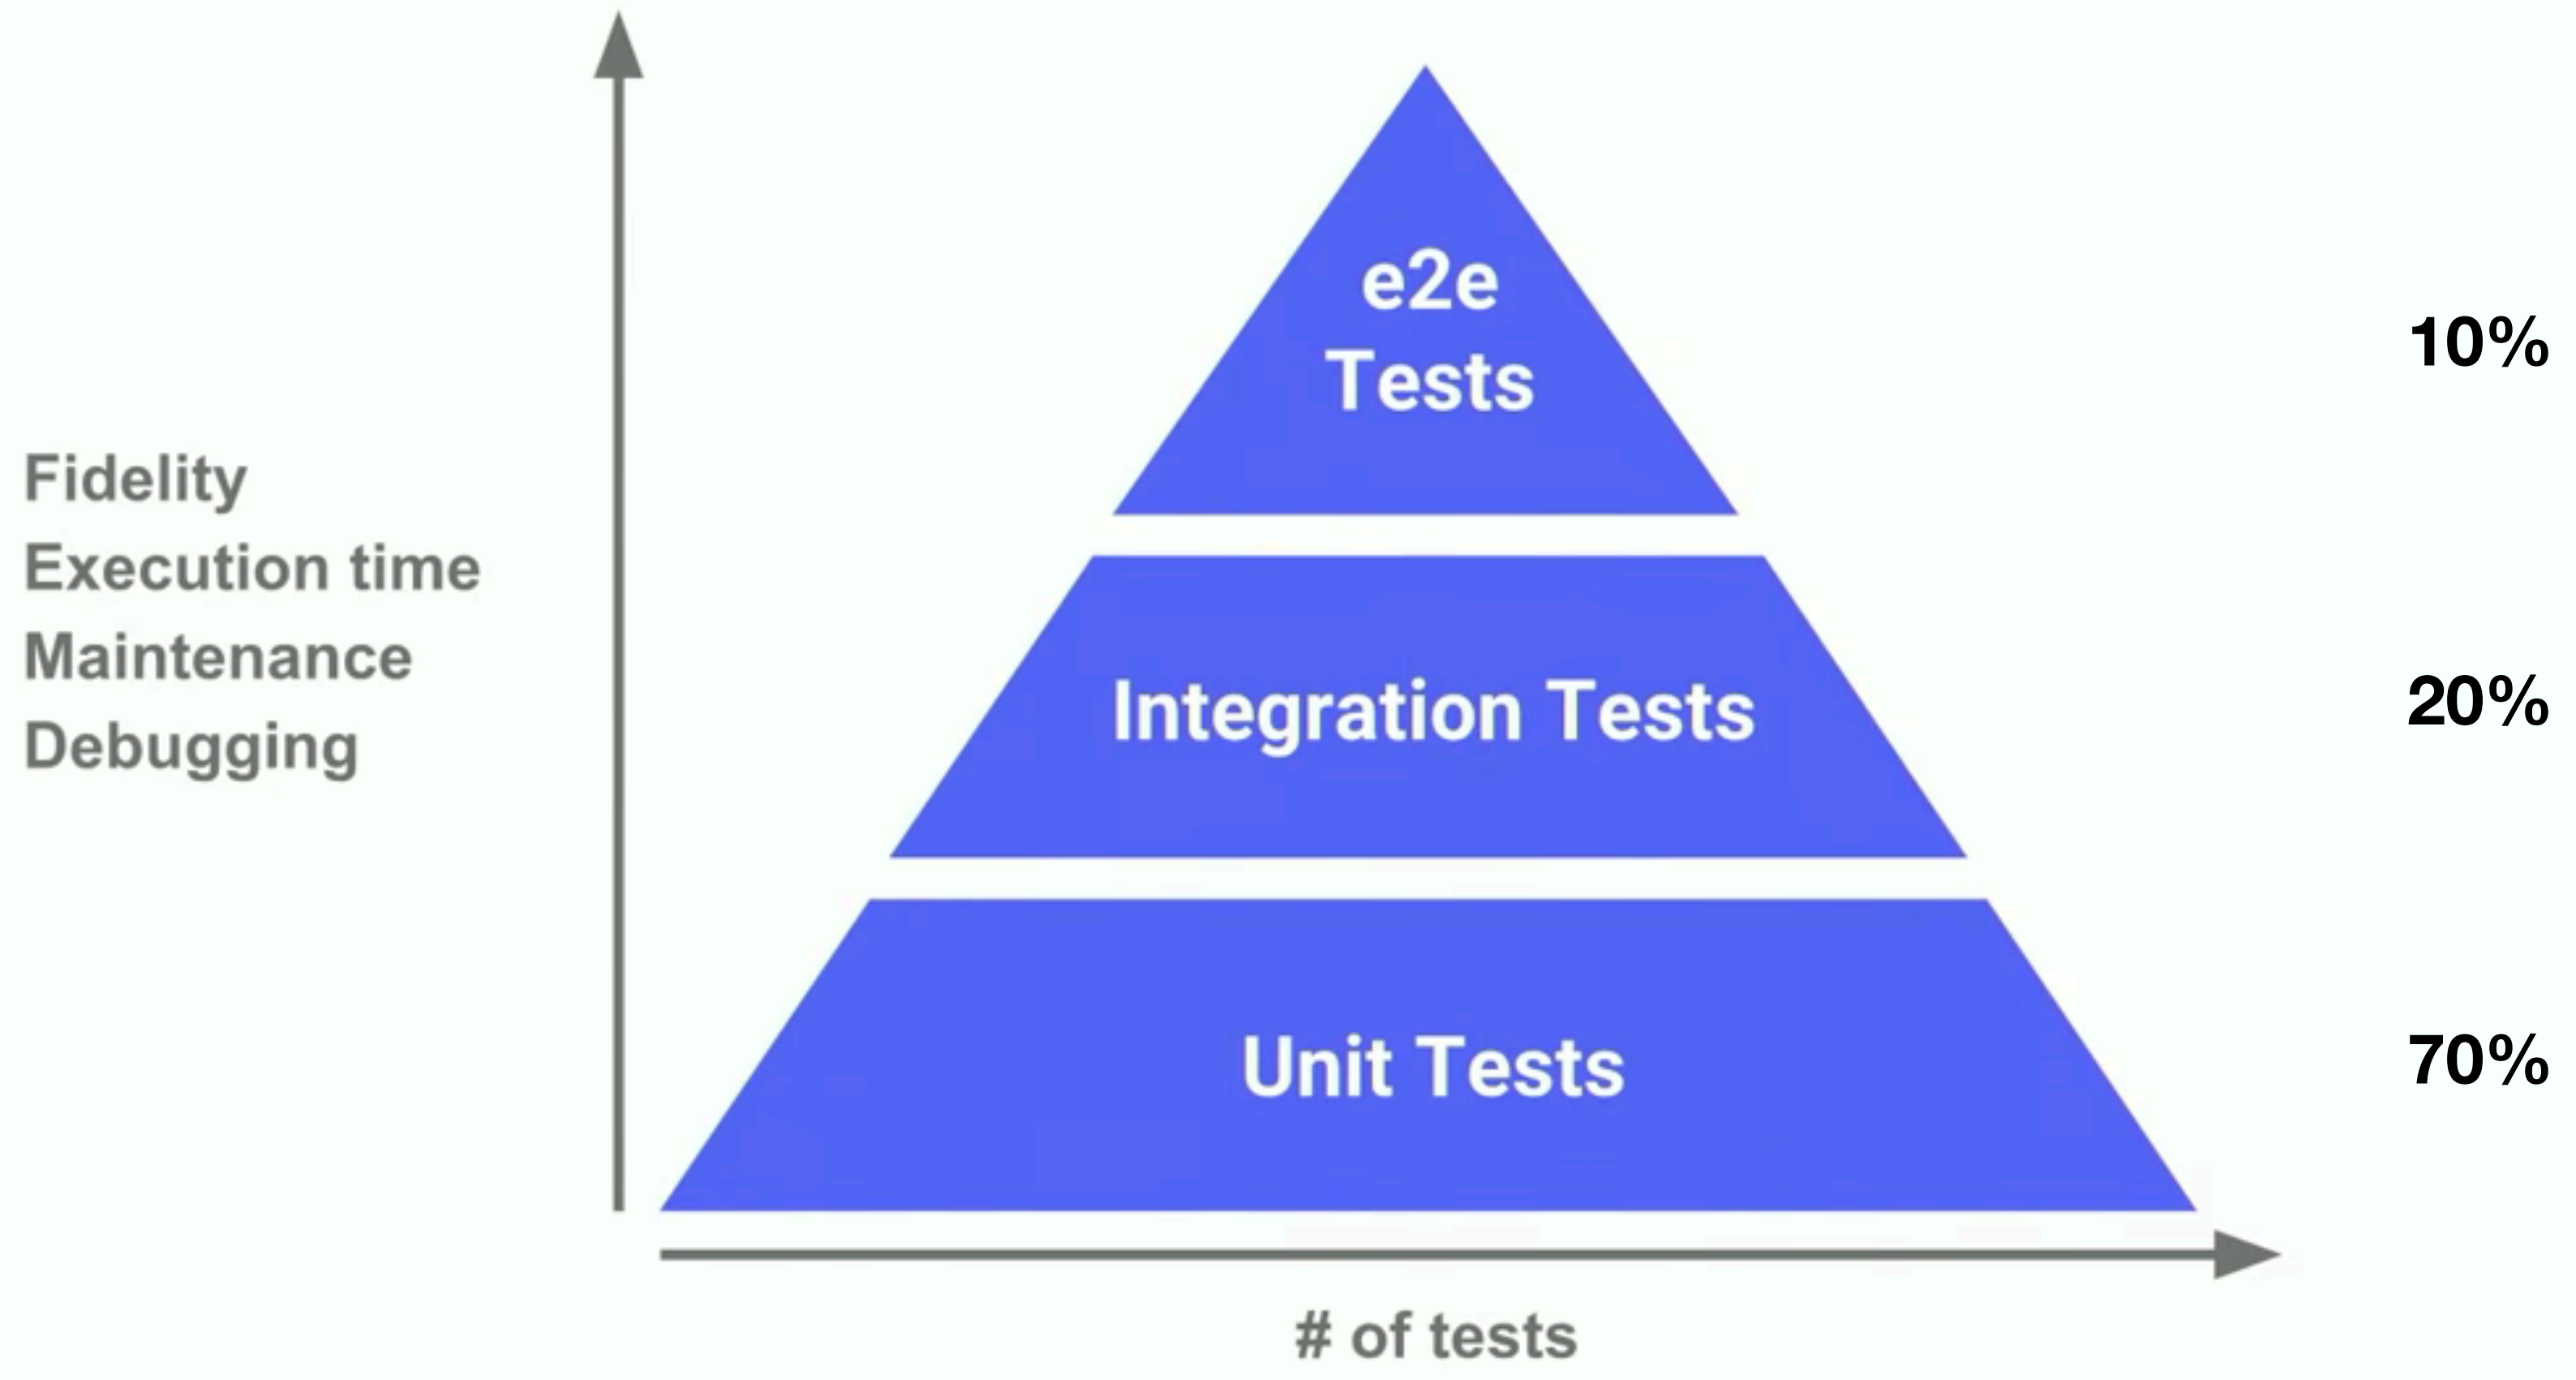 e2e
Tests
10%
Fidelity
Execution time
Maintenance
Debugging
Integration Tests
20%
Unit Tests
70%
# of tests